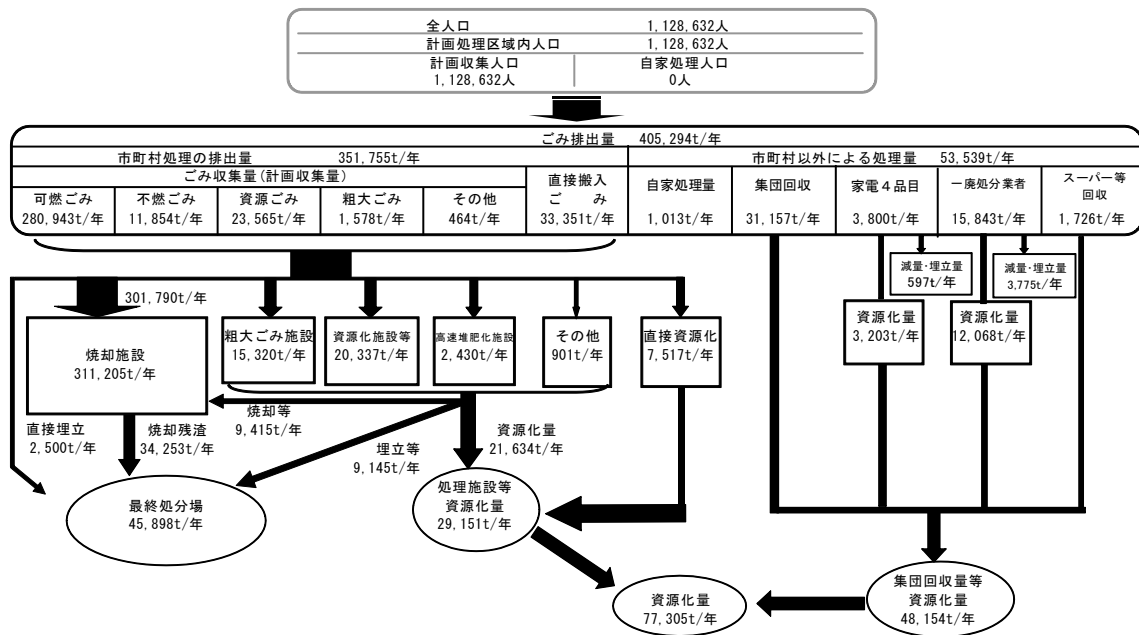 全人口 1,128,632人
計画処理区域内人口 1,128,632人
計画収集人口 自家処理人口
1,128,632人 0人
ごみ排出量 405,294t/年
市町村処理の排出量 351,755t/年 市町村以外による処理量 53,539t/年
ごみ収集量(計画収集量)
可燃ごみ
280,943t/年
不燃ごみ
11,854t/年
資源ごみ
23,565t/年
粗大ごみ
1,578t/年
その他
464t/年
直接搬入
ごみ
33,351t/年
自家処理量
1,013t/年
集団回収
31,157t/年
家電4品目
3,800t/年
一廃処分業者
15,843t/年
スーパー等
回収
1,726t/年
減量・埋立量
597t/年
減量・埋立量
3,775t/年
301,790t/年
焼却施設
311,205t/年
粗大ごみ施設
15,320t/年
資源化施設等
20,337t/年
高速堆肥化施設
2,430t/年
その他
901t/年
直接資源化
7,517t/年
資源化量
3,203t/年
資源化量
12,068t/年
直接埋立
2,500t/年
焼却残渣
34,253t/年
焼却等
9,415t/年
埋立等
9,145t/年
資源化量
21,634t/年
最終処分場
45,898t/年
処理施設等
資源化量
29,151t/年
資源化量
77,305t/年
集団回収量等
資源化量
48,154t/年